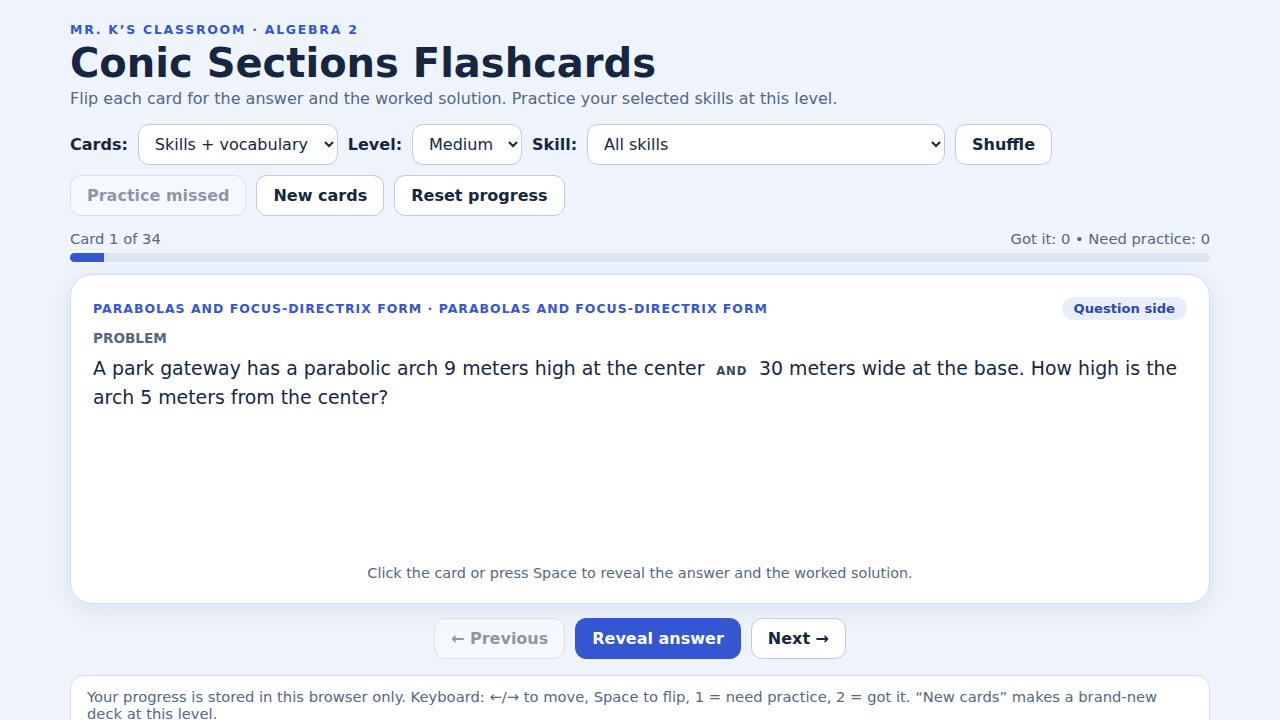 MR. K’S CLASSROOM · ALGEBRA 2
Conic Sections Flashcards
Flip each card for the answer and the worked solution. Practice your selected skills at this level.
Cards: Skills + vocabulary Level: Medium Skill: All skills Shuffle
Practice missed New cards Reset progress
Card 1 of 34 Got it: 0 • Need practice: 0
PARABOLAS AND FOCUS-DIRECTRIX FORM · PARABOLAS AND FOCUS-DIRECTRIX FORM Question side
PROBLEM
A park gateway has a parabolic arch 9 meters high at the center AND 30 meters wide at the base. How high is the
arch 5 meters from the center?
Click the card or press Space to reveal the answer and the worked solution.
← Previous Reveal answer Next →
Your progress is stored in this browser only. Keyboard: ←/→ to move, Space to flip, 1 = need practice, 2 = got it. “New cards” makes a brand-new
deck at this level.